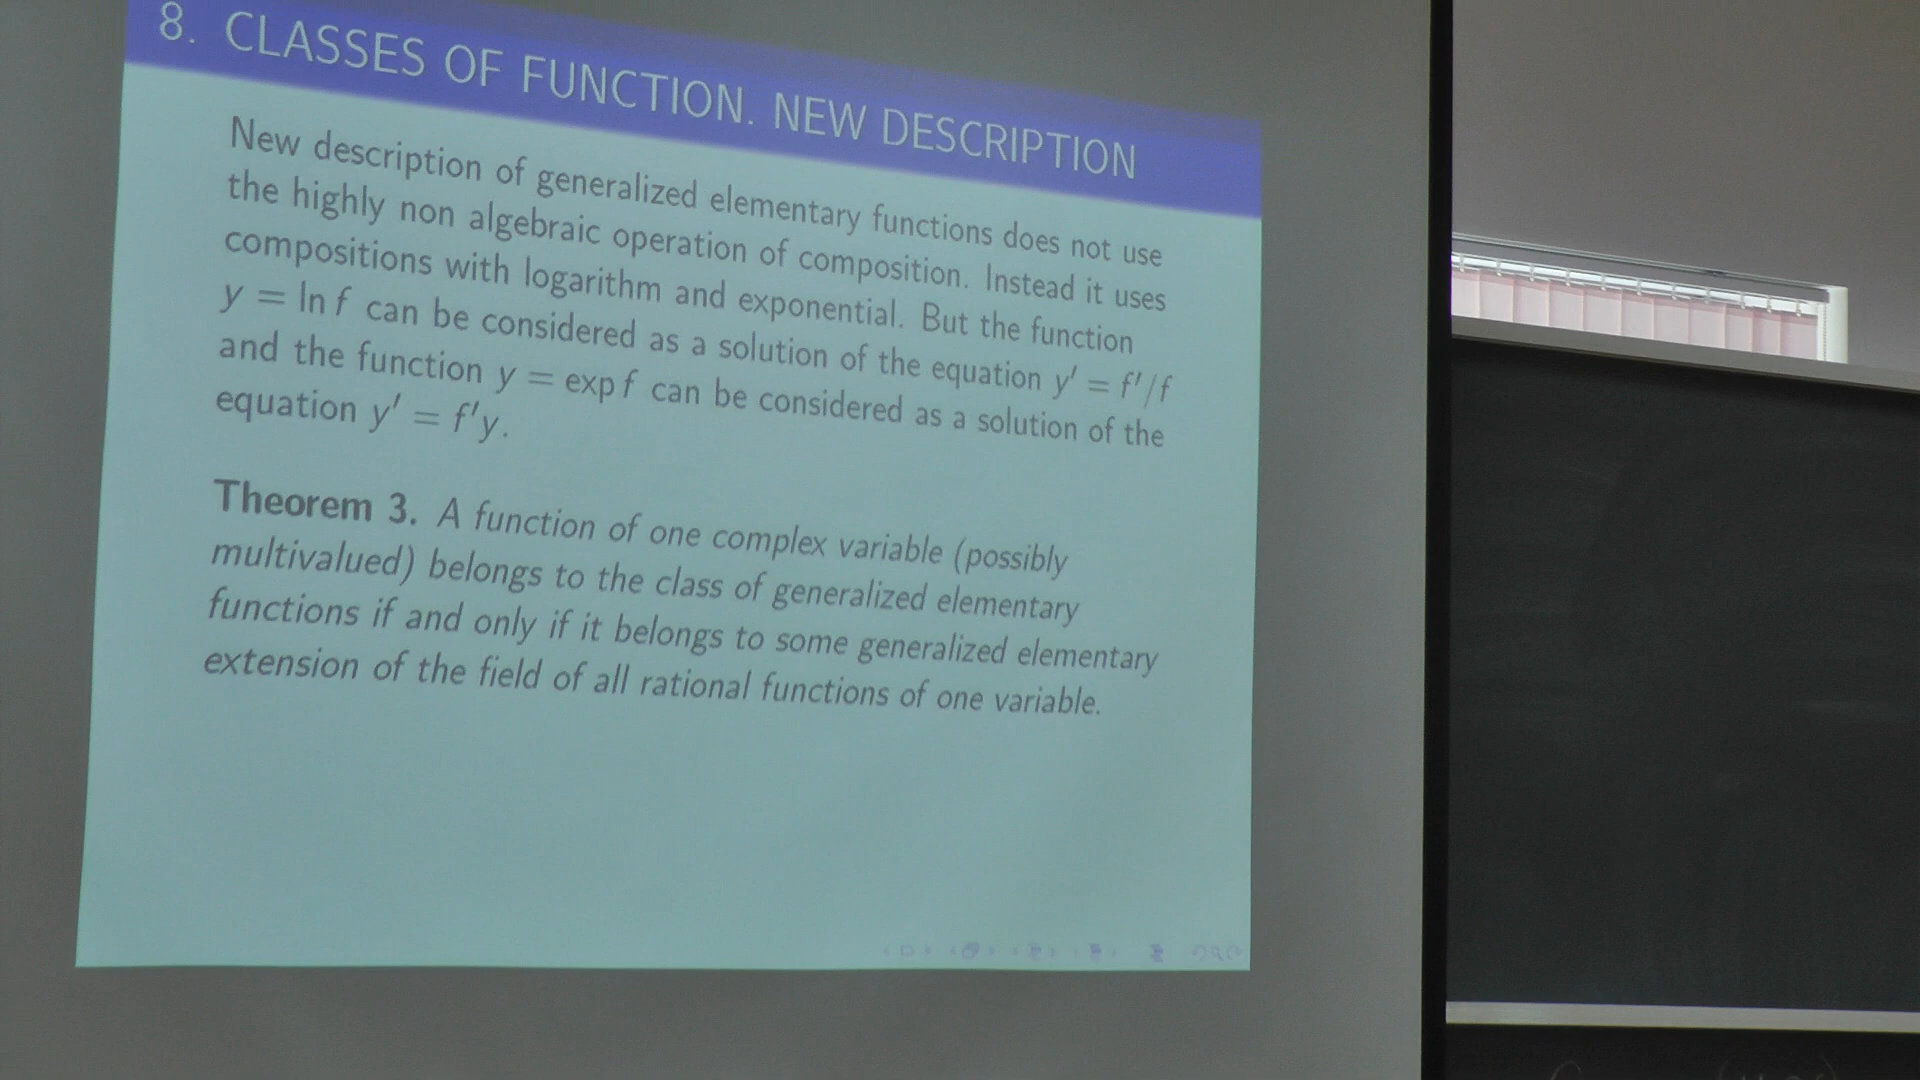 8. CLASSES OF FUNCTION. NEW DESCRIPTION
New description of generalized elementary functions does not use
the highly non algebraic operation of composition. Instead it uses
compositions with logarithm and exponential. But the function
y = ln f can be considered as a solution of the equation y′ = f′/f
and the function y = exp f can be considered as a solution of the
equation y′ = f′y.
Theorem 3. A function of one complex variable (possibly
multivalued) belongs to the class of generalized elementary
functions if and only if it belongs to some generalized elementary
extension of the field of all rational functions of one variable.